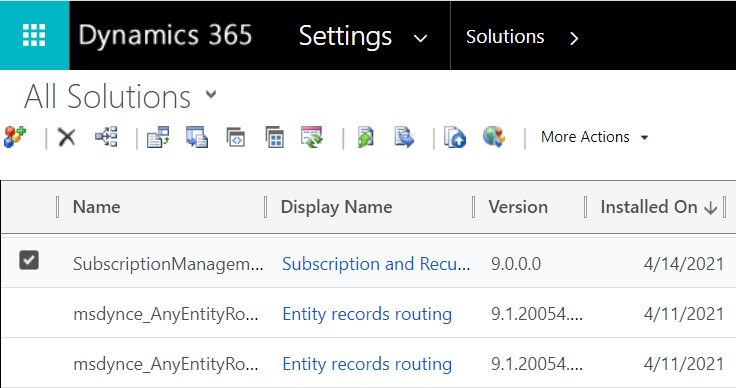 Dynamics 365 Settings Solutions
All Solutions
More Actions
Name Display Name Version Installed On
SubscriptionManagem... Subscription and Recu... 9.0.0.0 4/14/2021
msdynce_AnyEntityRo... Entity records routing 9.1.20054.... 4/11/2021
msdynce_AnyEntityRo... Entity records routing 9.1.20054.... 4/11/2021